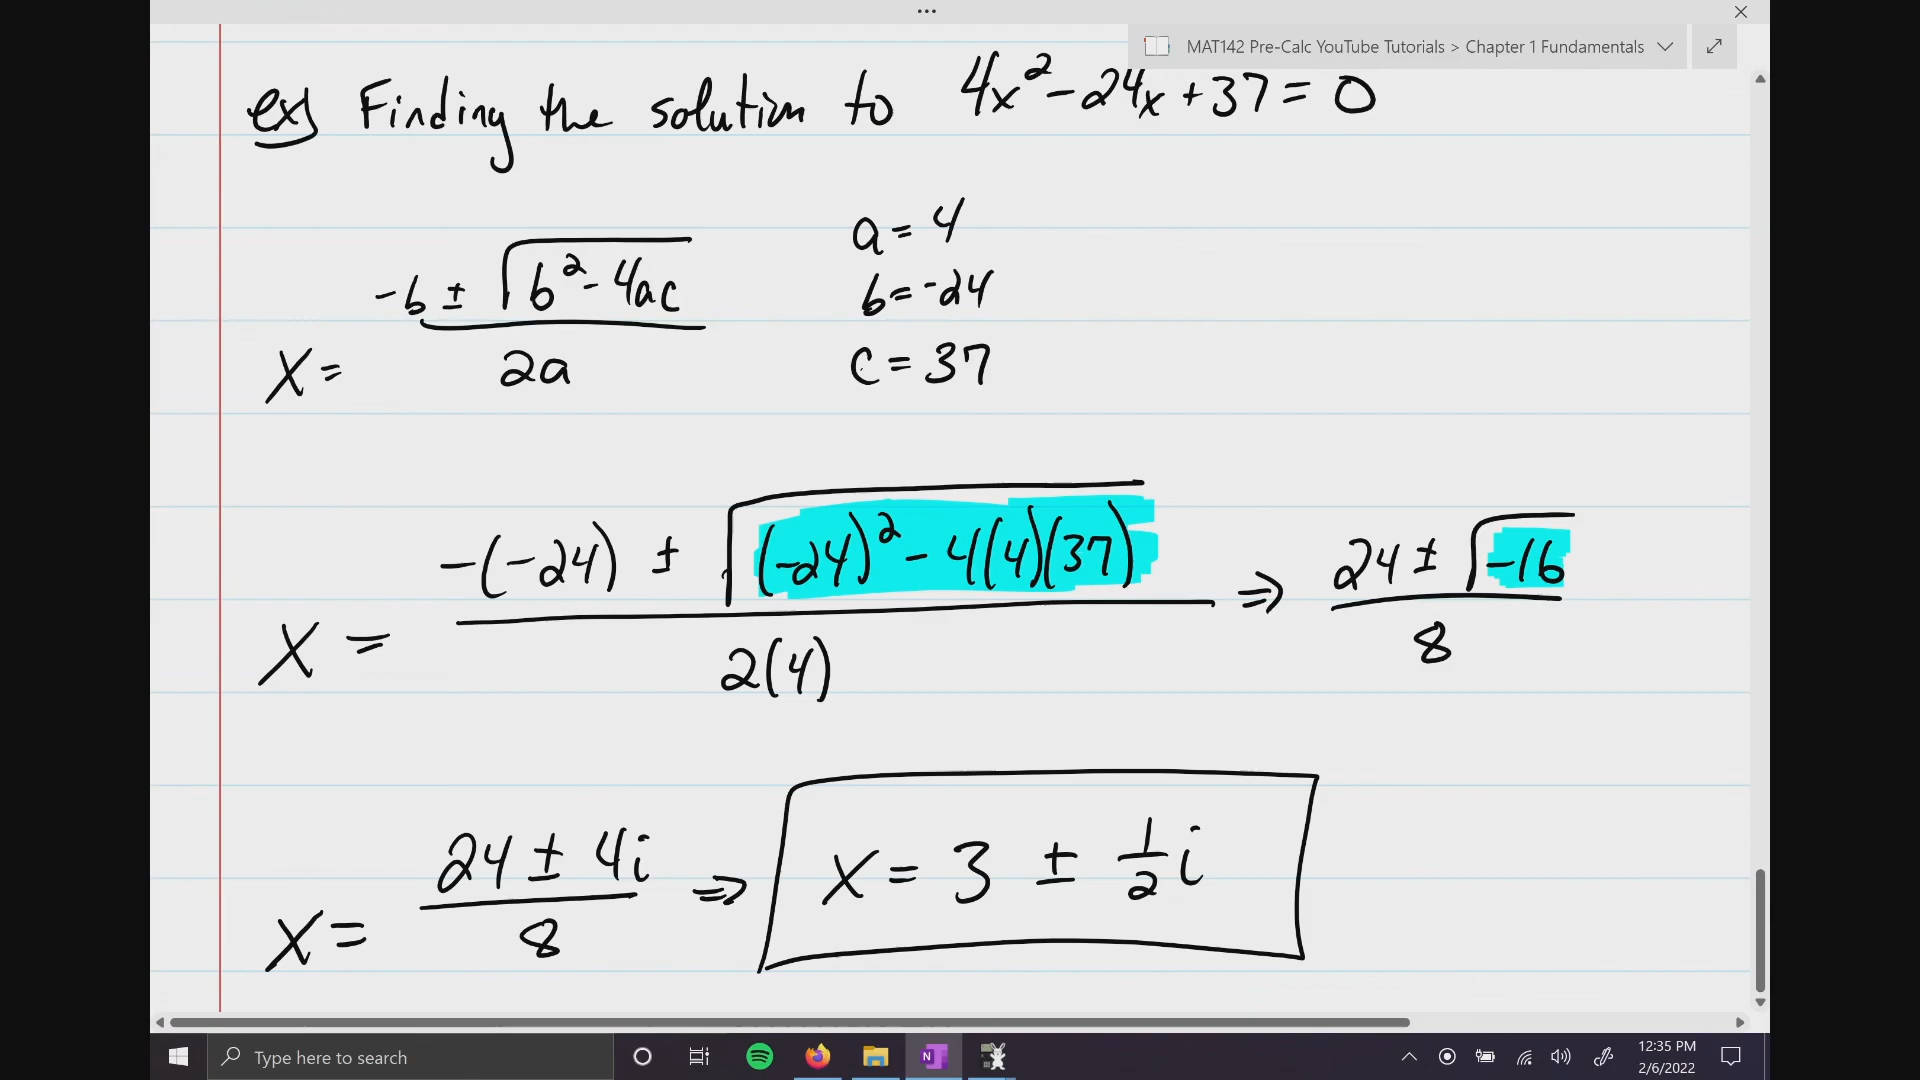 MAT142 Pre-Calc YouTube Tutorials > Chapter 1 Fundamentals
ex) Finding the solution to 4x² - 24x + 37 = 0
x = (-b ± √(b² - 4ac)) / 2a
a = 4
b = -24
c = 37
x = (-(-24) ± √((-24)² - 4(4)(37))) / 2(4) ⇒ (24 ± √(-16)) / 8
x = (24 ± 4i) / 8 ⇒ x = 3 ± 1/2 i
Type here to search
12:35 PM
2/6/2022